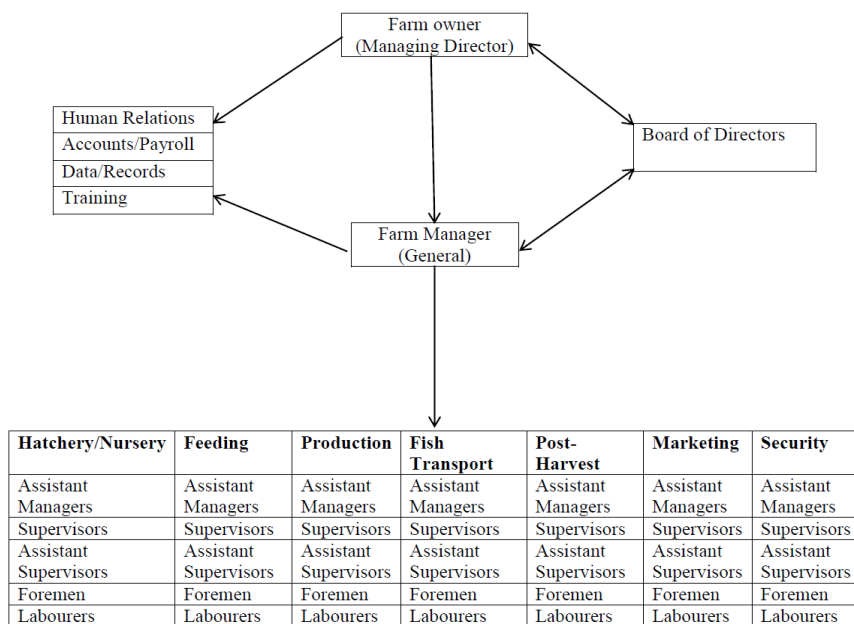 Farm owner
(Managing Director)
Human Relations
Accounts/Payroll
Data/Records
Training
Board of Directors
Farm Manager
(General)
Hatchery/Nursery Feeding Production Fish Transport Post-Harvest Marketing Security
Assistant Managers Assistant Managers Assistant Managers Assistant Managers Assistant Managers Assistant Managers Assistant Managers
Supervisors Supervisors Supervisors Supervisors Supervisors Supervisors Supervisors
Assistant Supervisors Assistant Supervisors Assistant Supervisors Assistant Supervisors Assistant Supervisors Assistant Supervisors Assistant Supervisors
Foremen Foremen Foremen Foremen Foremen Foremen Foremen
Labourers Labourers Labourers Labourers Labourers Labourers Labourers